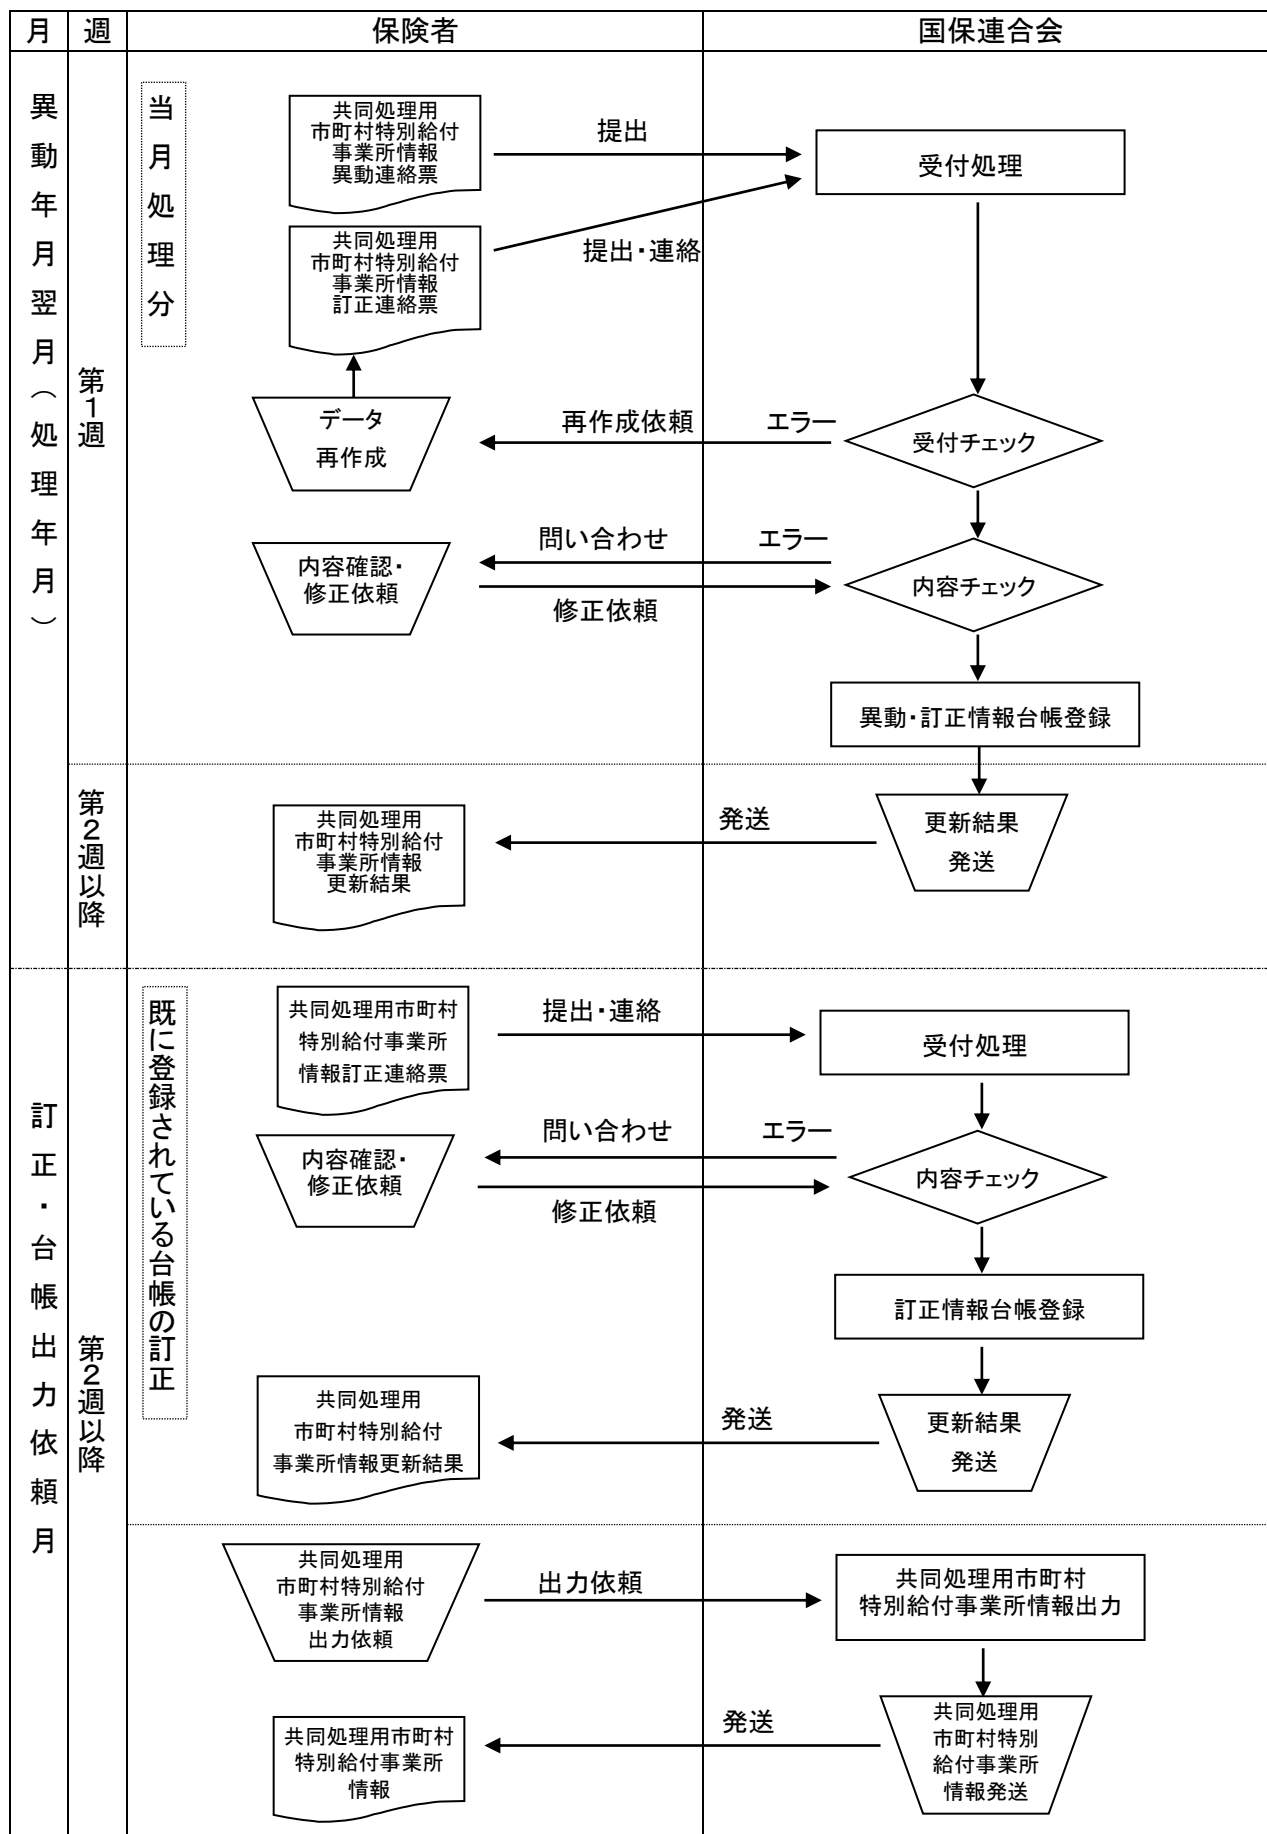 月
週
保険者
国保連合会
異動年月翌月（処理年月）
第1週
当月処理分
共同処理用
市町村特別給付
事業所情報
異動連絡票
提出
受付処理
共同処理用
市町村特別給付
事業所情報
訂正連絡票
提出・連絡
データ
再作成
再作成依頼
エラー
受付チェック
内容確認・
修正依頼
問い合わせ
エラー
修正依頼
内容チェック
異動・訂正情報台帳登録
第2週以降
共同処理用
市町村特別給付
事業所情報
更新結果
発送
更新結果
発送
訂正・台帳出力依頼月
第2週以降
既に登録されている台帳の訂正
共同処理用市町村
特別給付事業所
情報訂正連絡票
提出・連絡
受付処理
内容確認・
修正依頼
問い合わせ
エラー
修正依頼
内容チェック
訂正情報台帳登録
共同処理用
市町村特別給付
事業所情報更新結果
発送
更新結果
発送
共同処理用
市町村特別給付
事業所情報
出力依頼
出力依頼
共同処理用市町村
特別給付事業所情報出力
共同処理用市町村
特別給付事業所
情報
発送
共同処理用
市町村特別
給付事業所
情報発送